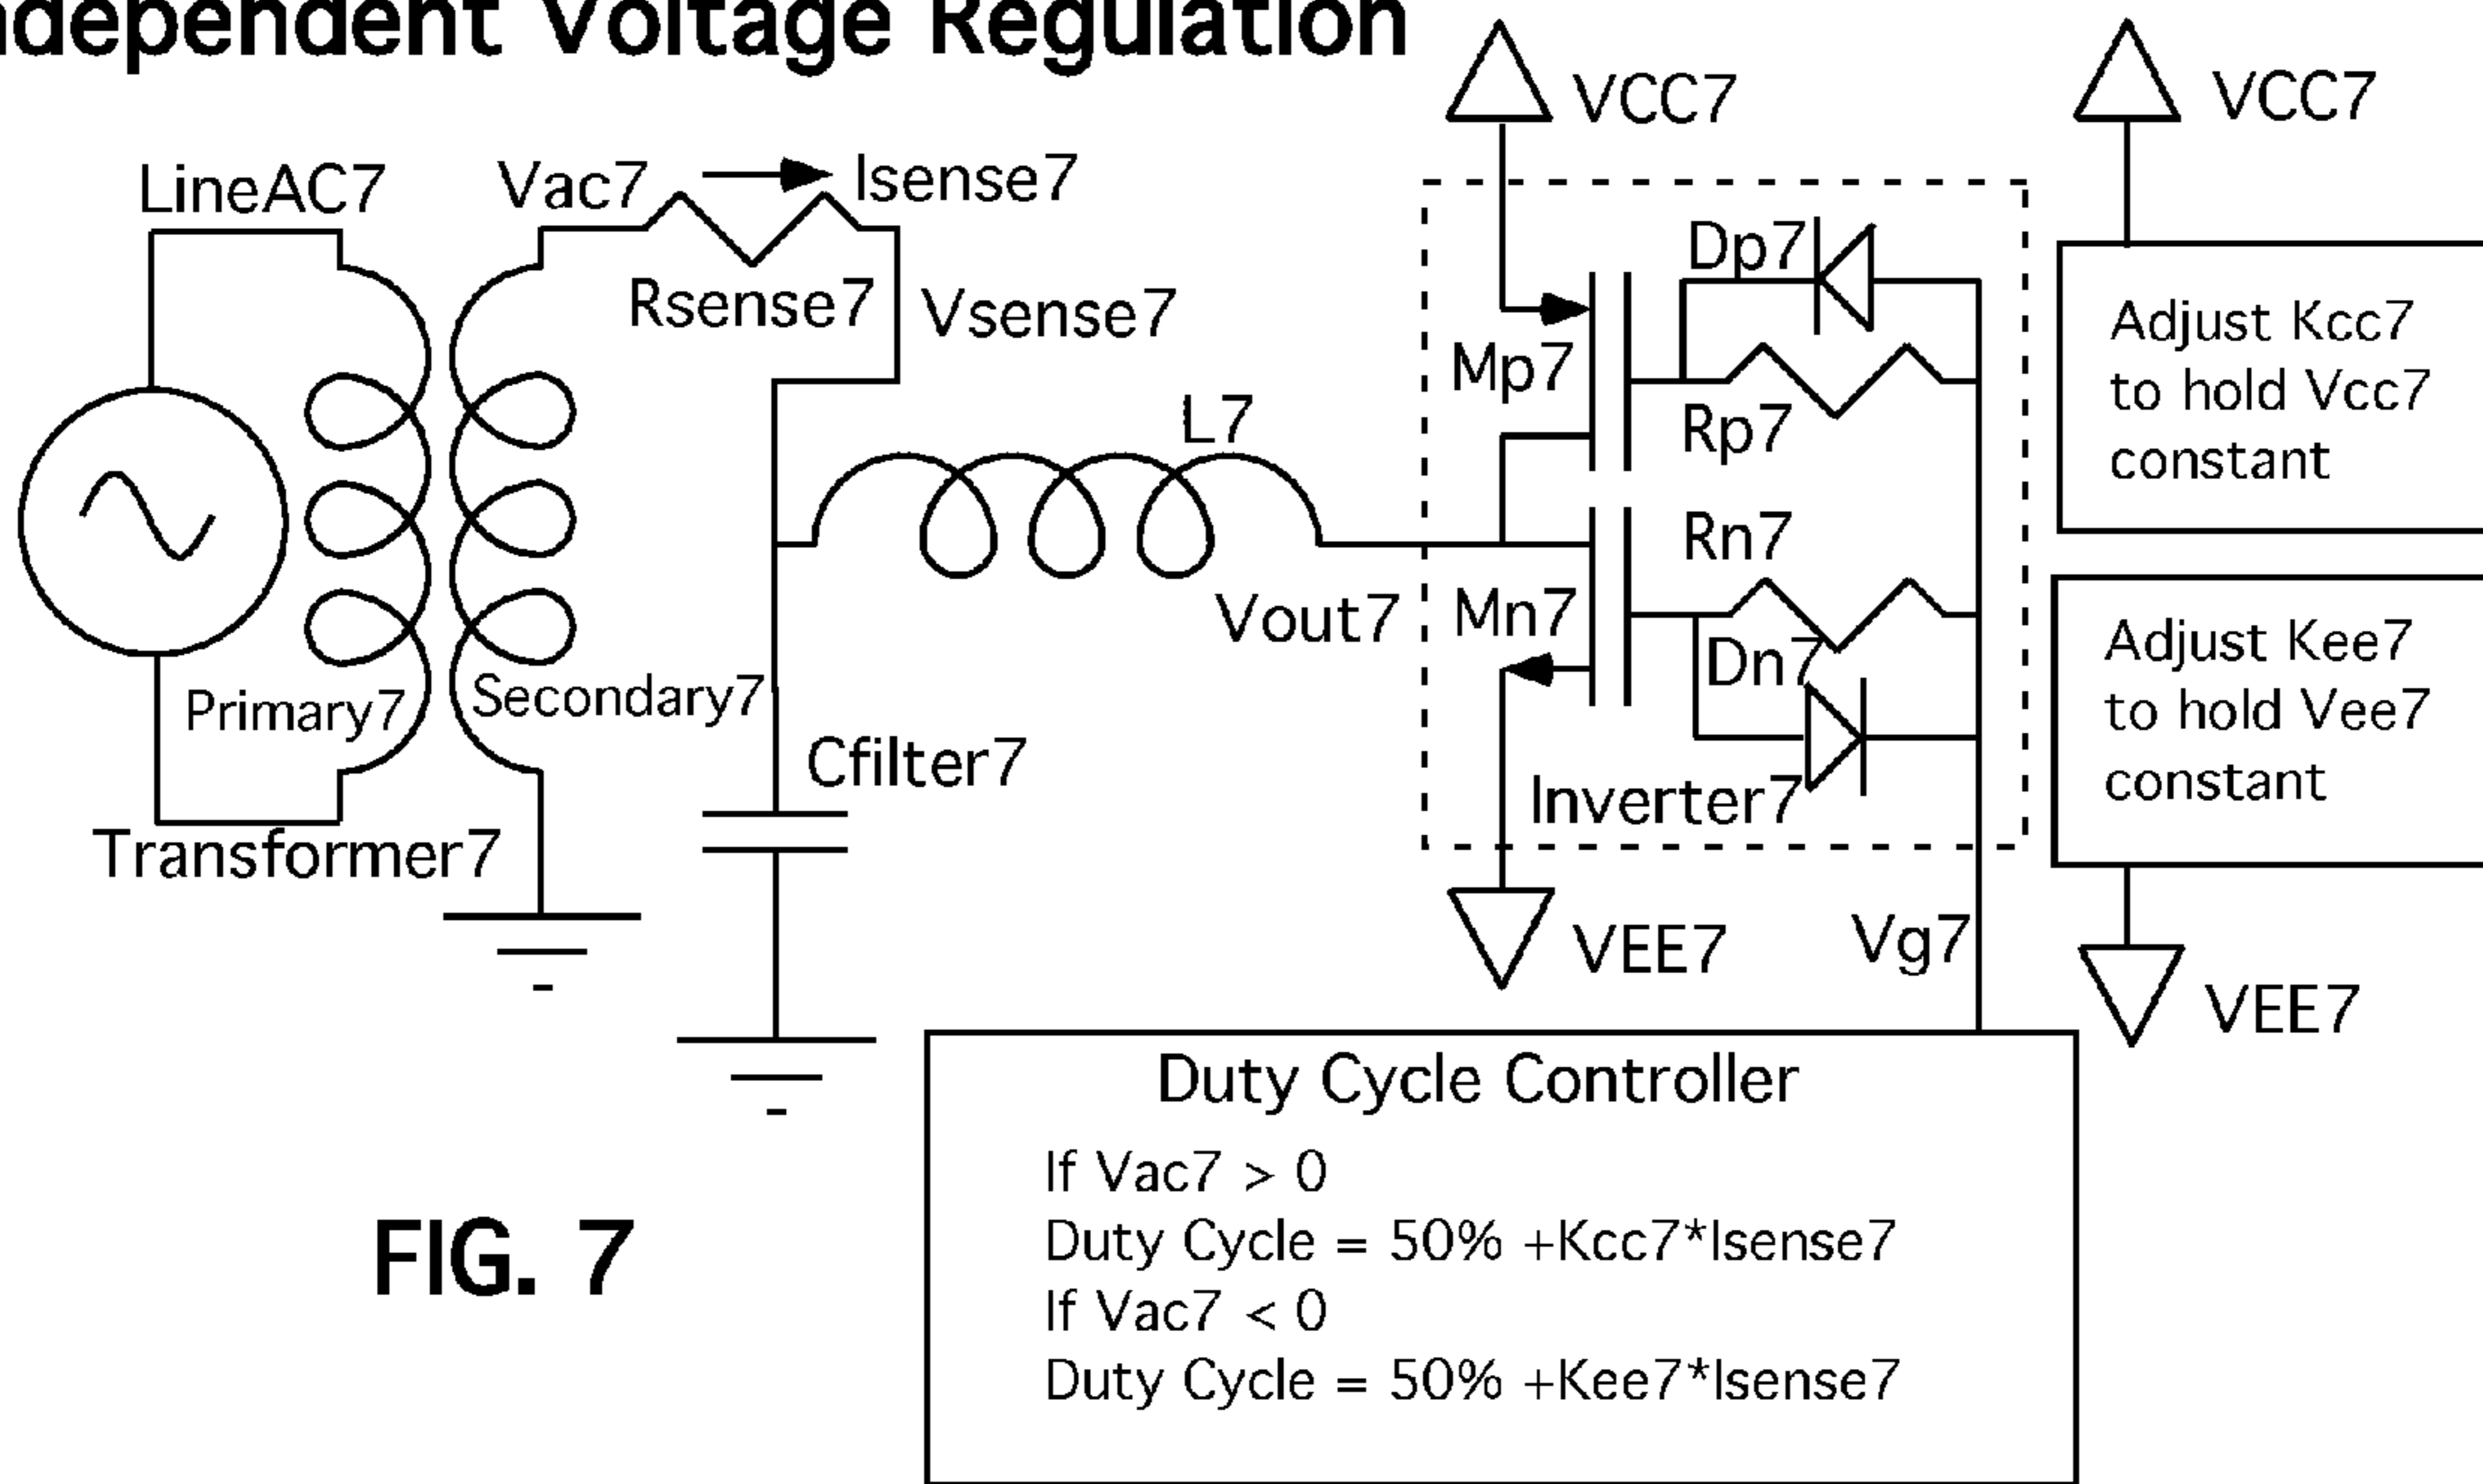 ndependent Voltage Regulation
VCC7
VCC7
LineAC7
Vac7
Isense7
Rsense7
Vsense7
Dp7
Mp7
Rp7
L7
Adjust Kcc7
to hold Vcc7
constant
Rn7
Vout7
Mn7
Dn7
Adjust Kee7
to hold Vee7
constant
Primary7
Secondary7
Cfilter7
Inverter7
Transformer7
VEE7
Vg7
VEE7
Duty Cycle Controller
If Vac7 > 0
Duty Cycle = 50% +Kcc7*Isense7
If Vac7 < 0
Duty Cycle = 50% +Kee7*Isense7
FIG. 7